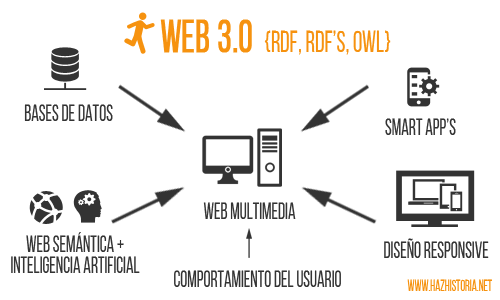 WEB 3.0 {RDF, RDF'S, OWL}
BASES DE DATOS
SMART APP'S
WEB MULTIMEDIA
WEB SEMÁNTICA +
INTELIGENCIA ARTIFICIAL
DISEÑO RESPONSIVE
COMPORTAMIENTO DEL USUARIO
WWW.HAZHISTORIA.NET